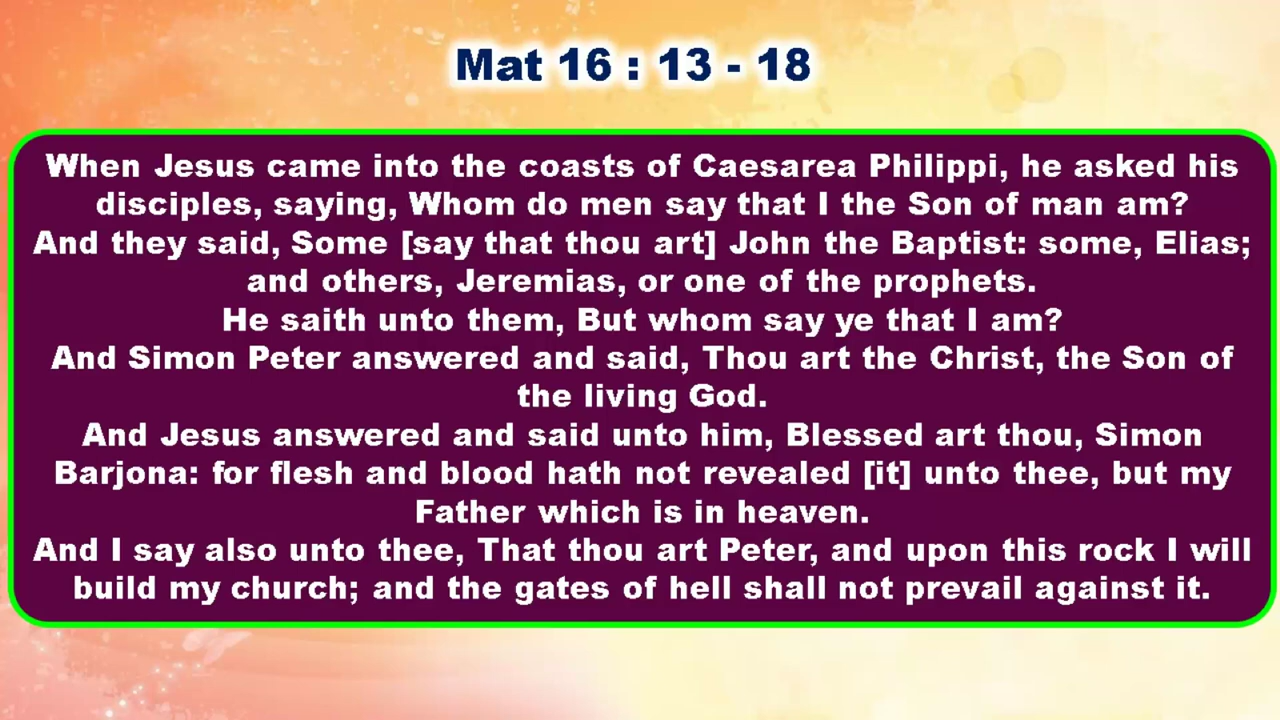 Mat 16 : 13 - 18
When Jesus came into the coasts of Caesarea Philippi, he asked his
disciples, saying, Whom do men say that I the Son of man am?
And they said, Some [say that thou art] John the Baptist: some, Elias;
and others, Jeremias, or one of the prophets.
He saith unto them, But whom say ye that I am?
And Simon Peter answered and said, Thou art the Christ, the Son of
the living God.
And Jesus answered and said unto him, Blessed art thou, Simon
Barjona: for flesh and blood hath not revealed [it] unto thee, but my
Father which is in heaven.
And I say also unto thee, That thou art Peter, and upon this rock I will
build my church; and the gates of hell shall not prevail against it.